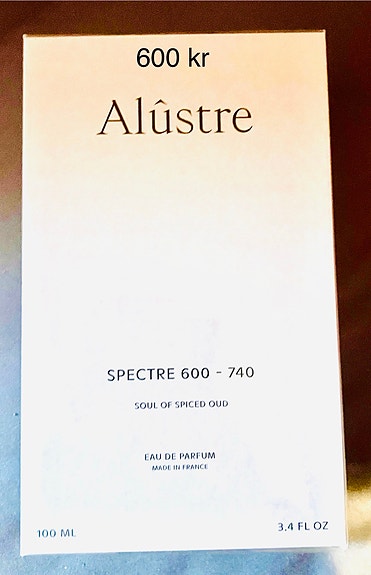 600 kr
Alûstre
SPECTRE 600 - 740
SOUL OF SPICED OUD
EAU DE PARFUM
MADE IN FRANCE
100 ML
3.4 FL OZ